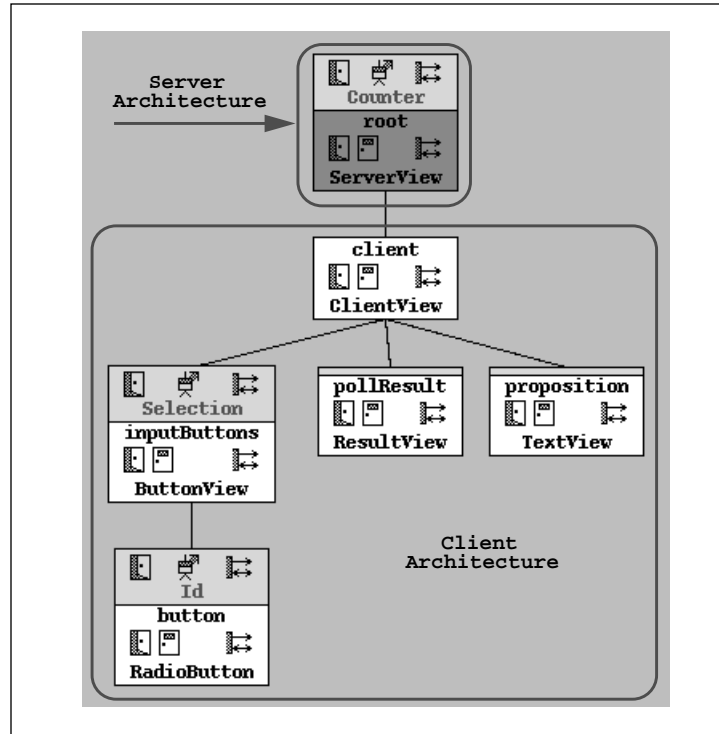 Server
Architecture
Counter
root
ServerView
client
ClientView
Selection
inputButtons
ButtonView
pollResult
ResultView
proposition
TextView
Id
button
RadioButton
Client
Architecture